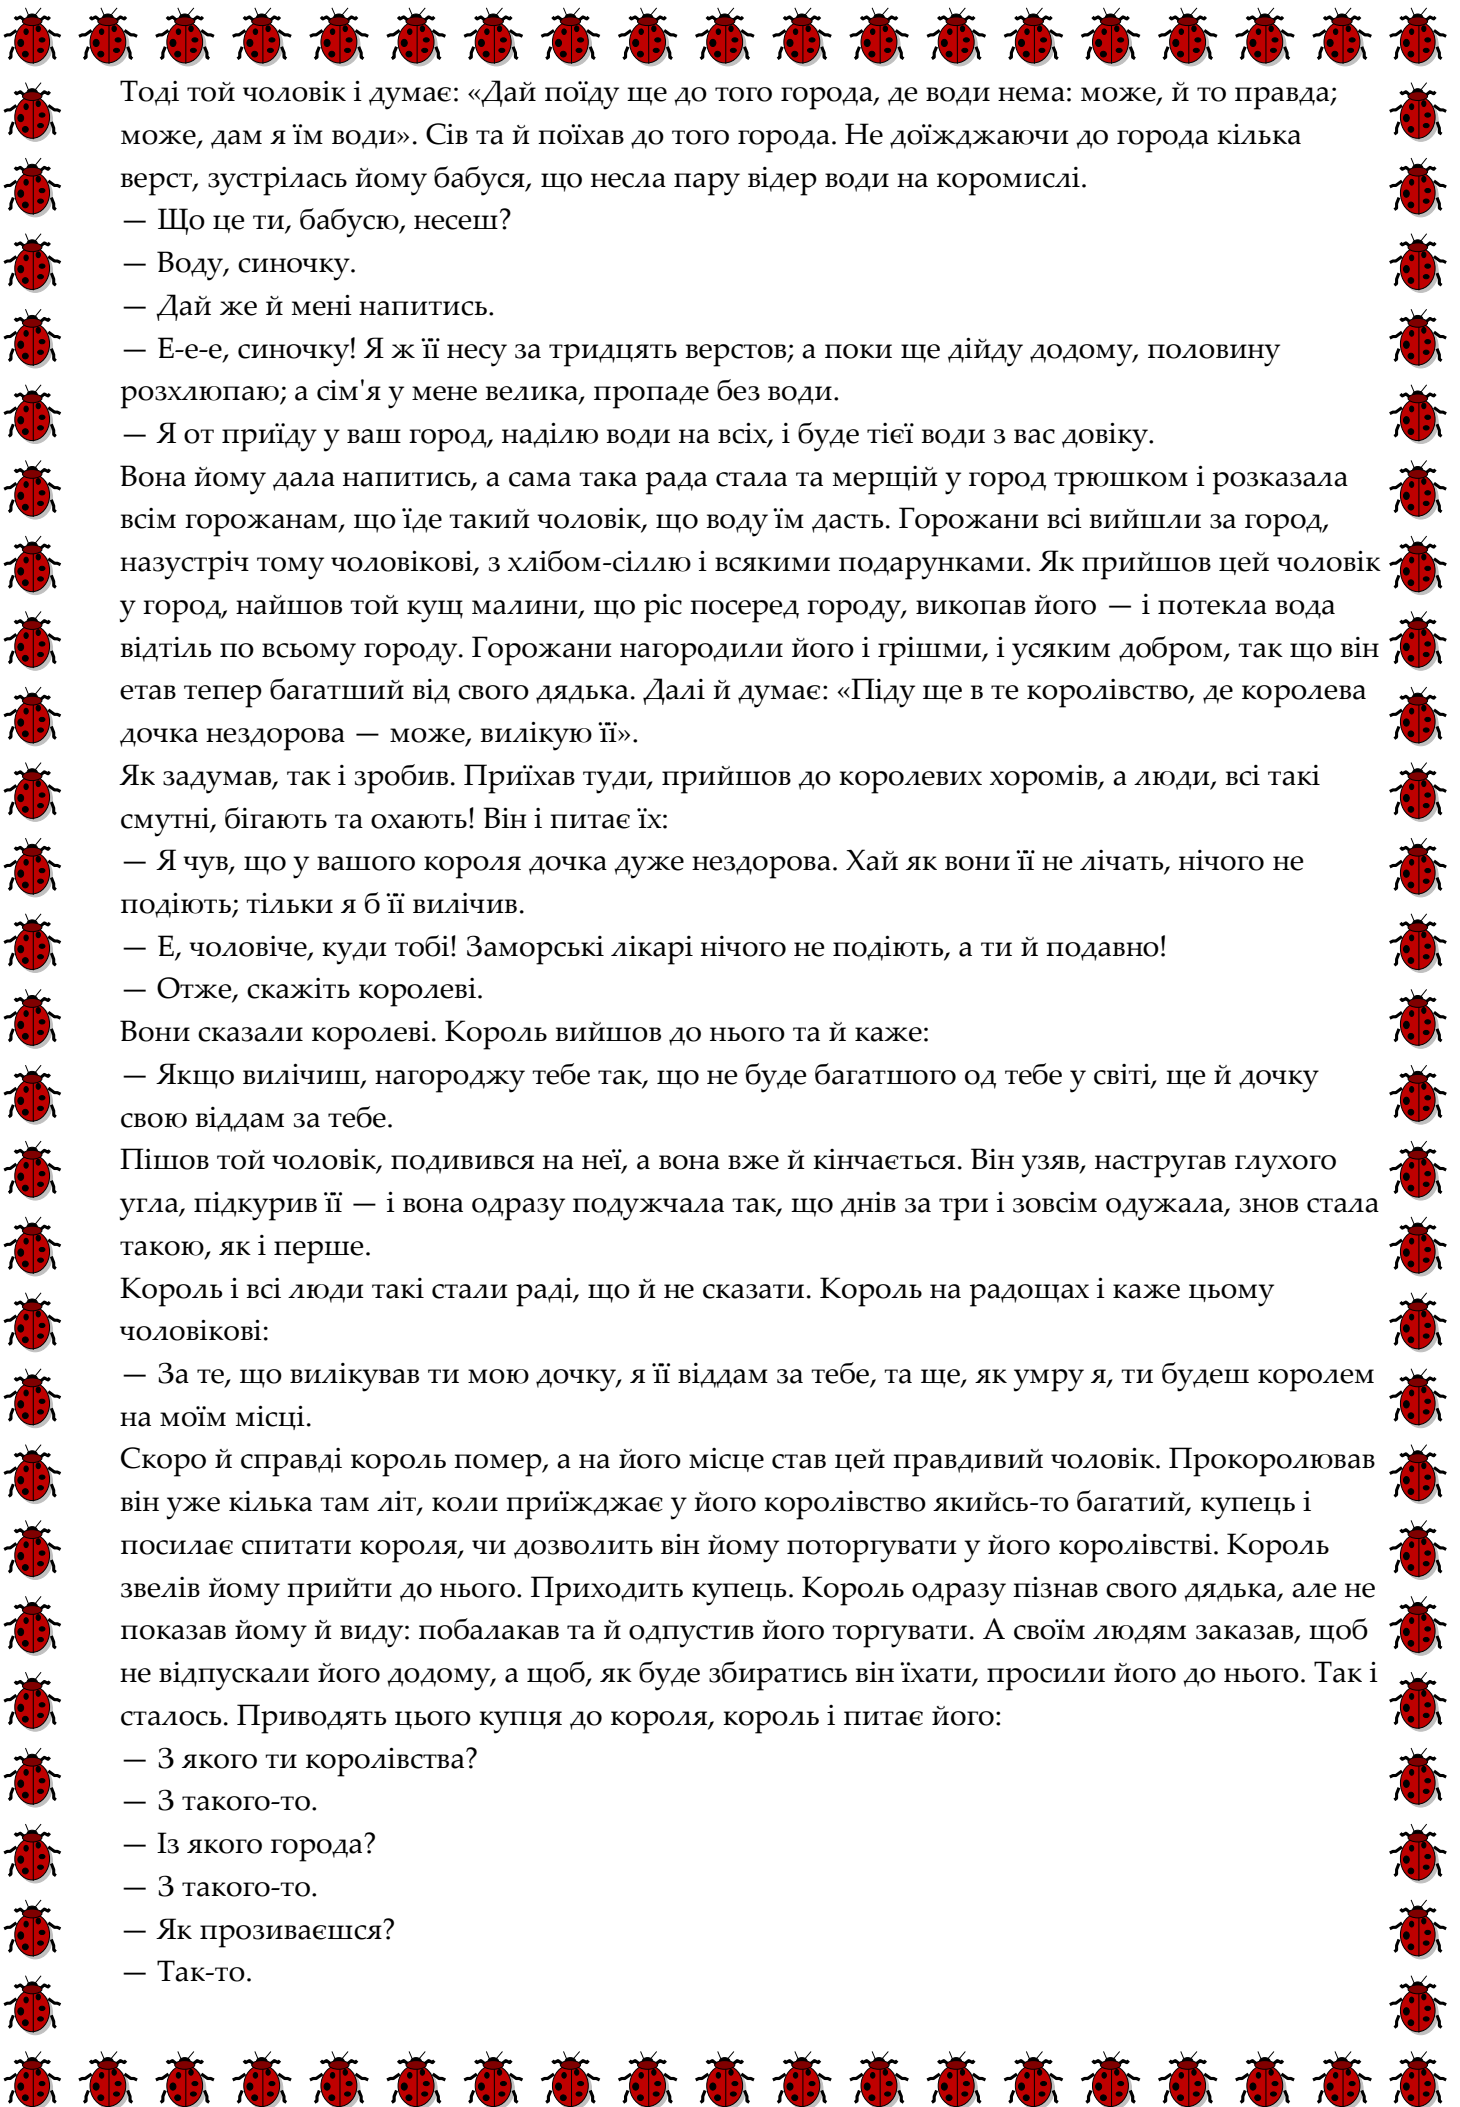 Тоді той чоловік і думає: «Дай поїду ще до того города, де води нема: може, й то правда;
може, дам я їм води». Сів та й поїхав до того города. Не доїжджаючи до города кілька
верст, зустрілась йому бабуся, що несла пару відер води на коромислі.
— Що це ти, бабусю, несеш?
— Воду, синочку.
— Дай же й мені напитись.
— Е-е-е, синочку! Я ж її несу за тридцять верстов; а поки ще дійду додому, половину
розхлюпаю; а сім'я у мене велика, пропаде без води.
— Я от приїду у ваш город, наділю води на всіх, і буде тієї води з вас довіку.
Вона йому дала напитись, а сама така рада стала та мерщій у город трюшком і розказала
всім горожанам, що їде такий чоловік, що воду їм дасть. Горожани всі вийшли за город,
назустріч тому чоловікові, з хлібом-сіллю і всякими подарунками. Як прийшов цей чоловік
у город, найшов той кущ малини, що ріс посеред городу, викопав його — і потекла вода
відтіль по всьому городу. Горожани нагородили його і грішми, і усяким добром, так що він
етав тепер багатший від свого дядька. Далі й думає: «Піду ще в те королівство, де королева
дочка нездорова — може, вилікую її».
Як задумав, так і зробив. Приїхав туди, прийшов до королевих хоромів, а люди, всі такі
смутні, бігають та охають! Він і питає їх:
— Я чув, що у вашого короля дочка дуже нездорова. Хай як вони її не лічать, нічого не
подіють; тільки я б її вилічив.
— Е, чоловіче, куди тобі! Заморські лікарі нічого не подіють, а ти й подавно!
— Отже, скажіть королеві.
Вони сказали королеві. Король вийшов до нього та й каже:
— Якщо вилічиш, нагороджу тебе так, що не буде багатшого од тебе у світі, ще й дочку
свою віддам за тебе.
Пішов той чоловік, подивився на неї, а вона вже й кінчається. Він узяв, настругав глухого
угла, підкурив її — і вона одразу подужчала так, що днів за три і зовсім одужала, знов стала
такою, як і перше.
Король і всі люди такі стали раді, що й не сказати. Король на радощах і каже цьому
чоловікові:
— За те, що вилікував ти мою дочку, я її віддам за тебе, та ще, як умру я, ти будеш королем
на моїм місці.
Скоро й справді король помер, а на його місце став цей правдивий чоловік. Прокоролював
він уже кілька там літ, коли приїжджає у його королівство якийсь-то багатий, купець і
посилає спитати короля, чи дозволить він йому поторгувати у його королівстві. Король
звелів йому прийти до нього. Приходить купець. Король одразу пізнав свого дядька, але не
показав йому й виду: побалакав та й одпустив його торгувати. А своїм людям заказав, щоб
не відпускали його додому, а щоб, як буде збиратись він їхати, просили його до нього. Так і
сталось. Приводять цього купця до короля, король і питає його:
— З якого ти королівства?
— З такого-то.
— Із якого города?
— З такого-то.
— Як прозиваєшся?
— Так-то.